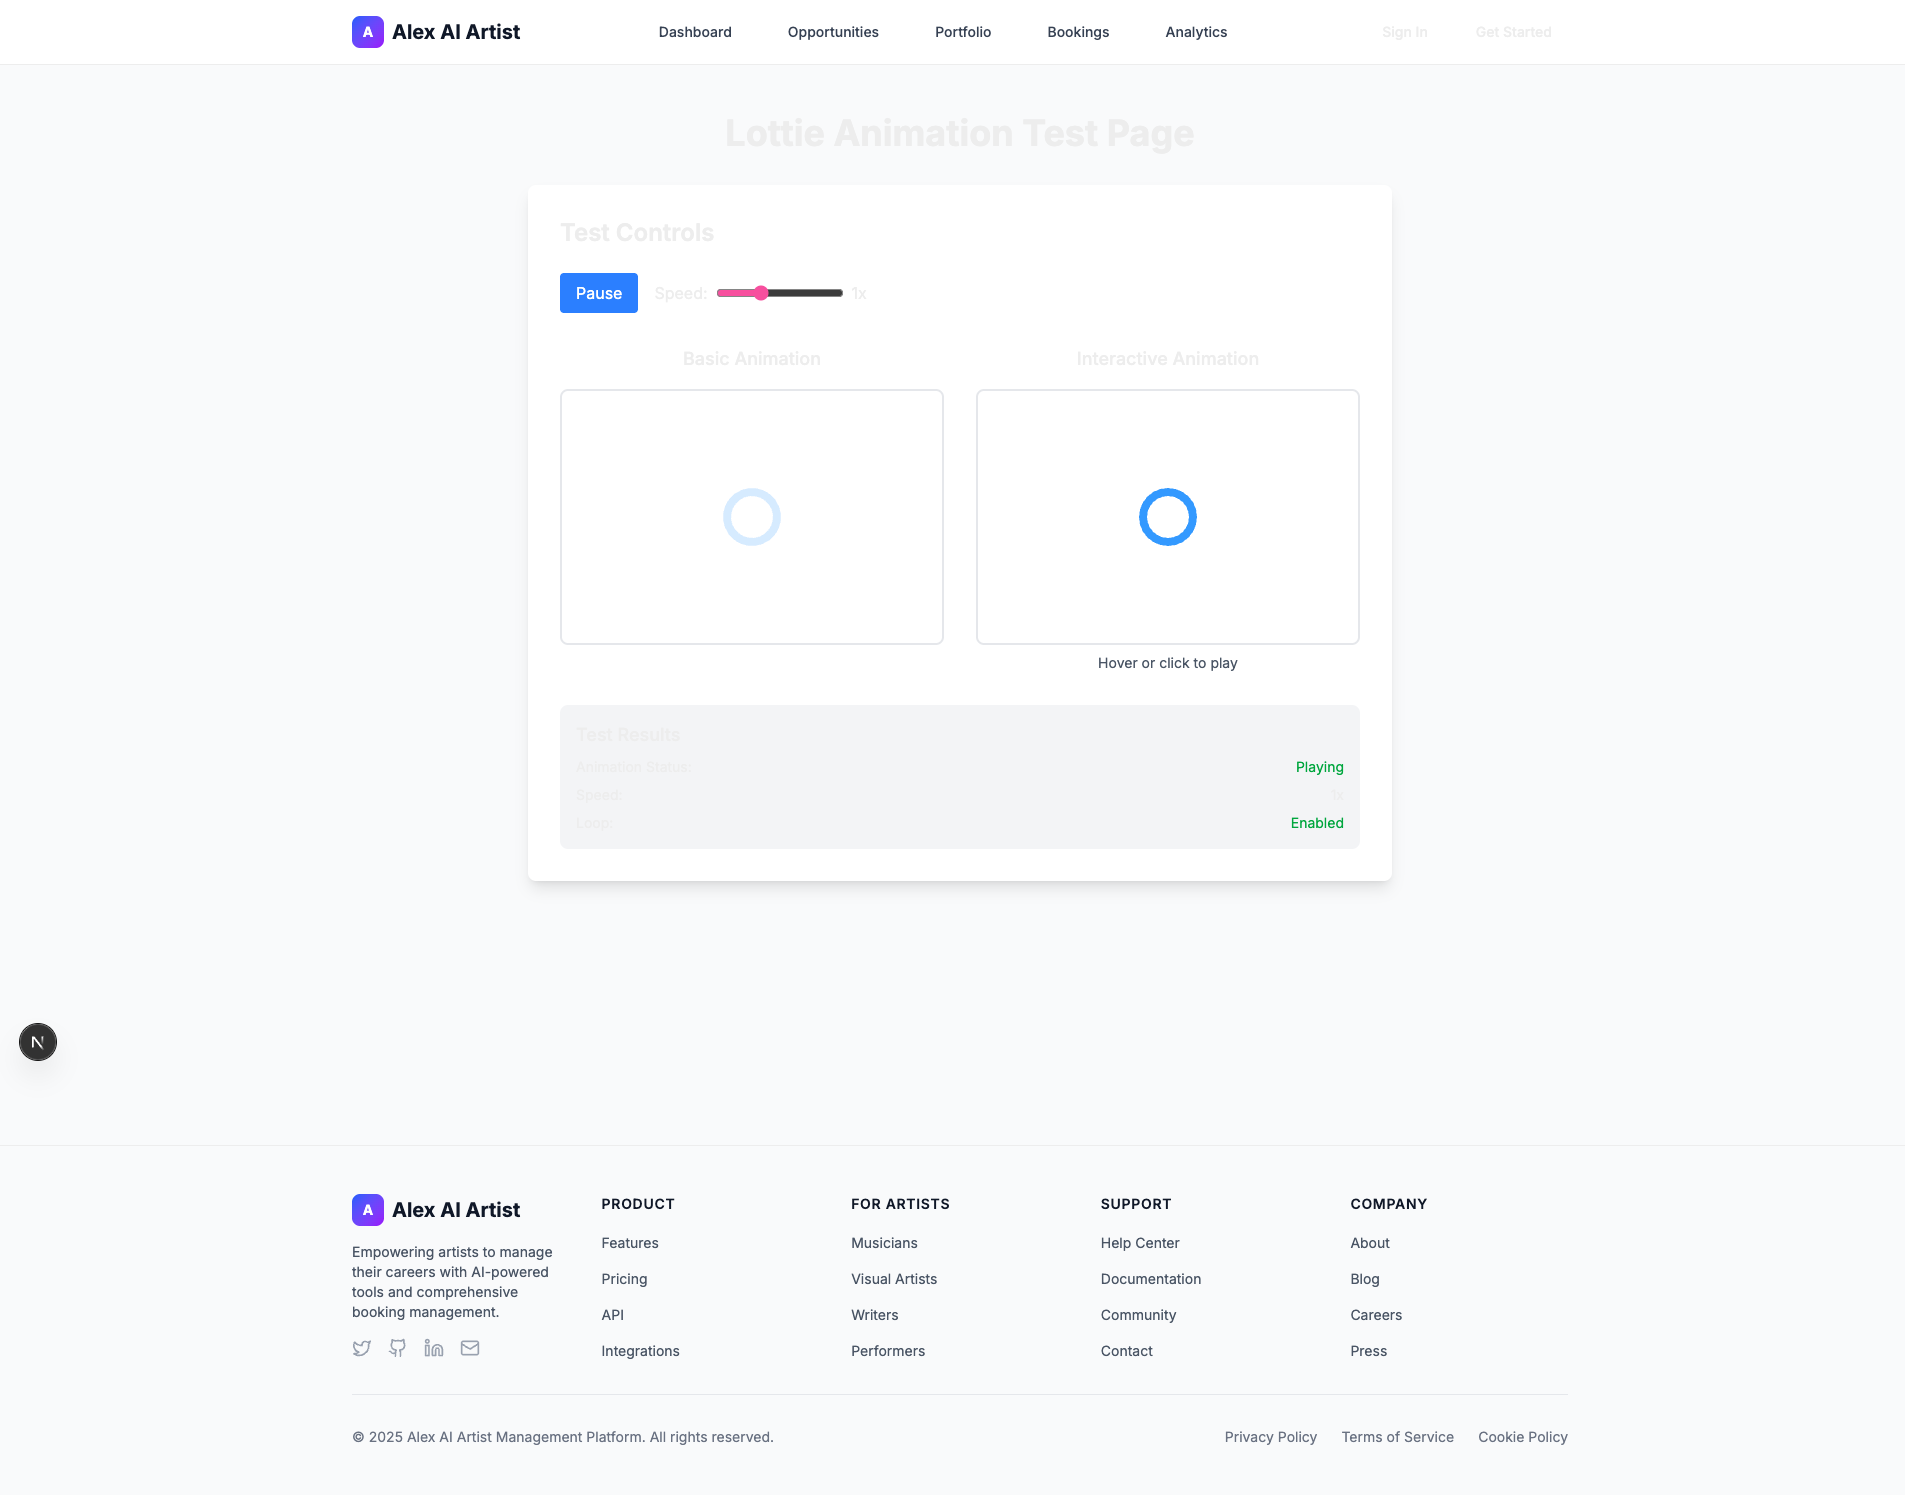 A Alex AI Artist
Dashboard Opportunities Portfolio Bookings Analytics Sign In Get Started
Lottie Animation Test Page
Test Controls
Pause Speed: 1x
Basic Animation Interactive Animation
Hover or click to play
Test Results
Animation Status: Playing
Speed: 1x
Loop: Enabled
N
A Alex AI Artist
Empowering artists to manage
their careers with AI-powered
tools and comprehensive
booking management.
PRODUCT
Features
Pricing
API
Integrations
FOR ARTISTS
Musicians
Visual Artists
Writers
Performers
SUPPORT
Help Center
Documentation
Community
Contact
COMPANY
About
Blog
Careers
Press
© 2025 Alex AI Artist Management Platform. All rights reserved.
Privacy Policy Terms of Service Cookie Policy